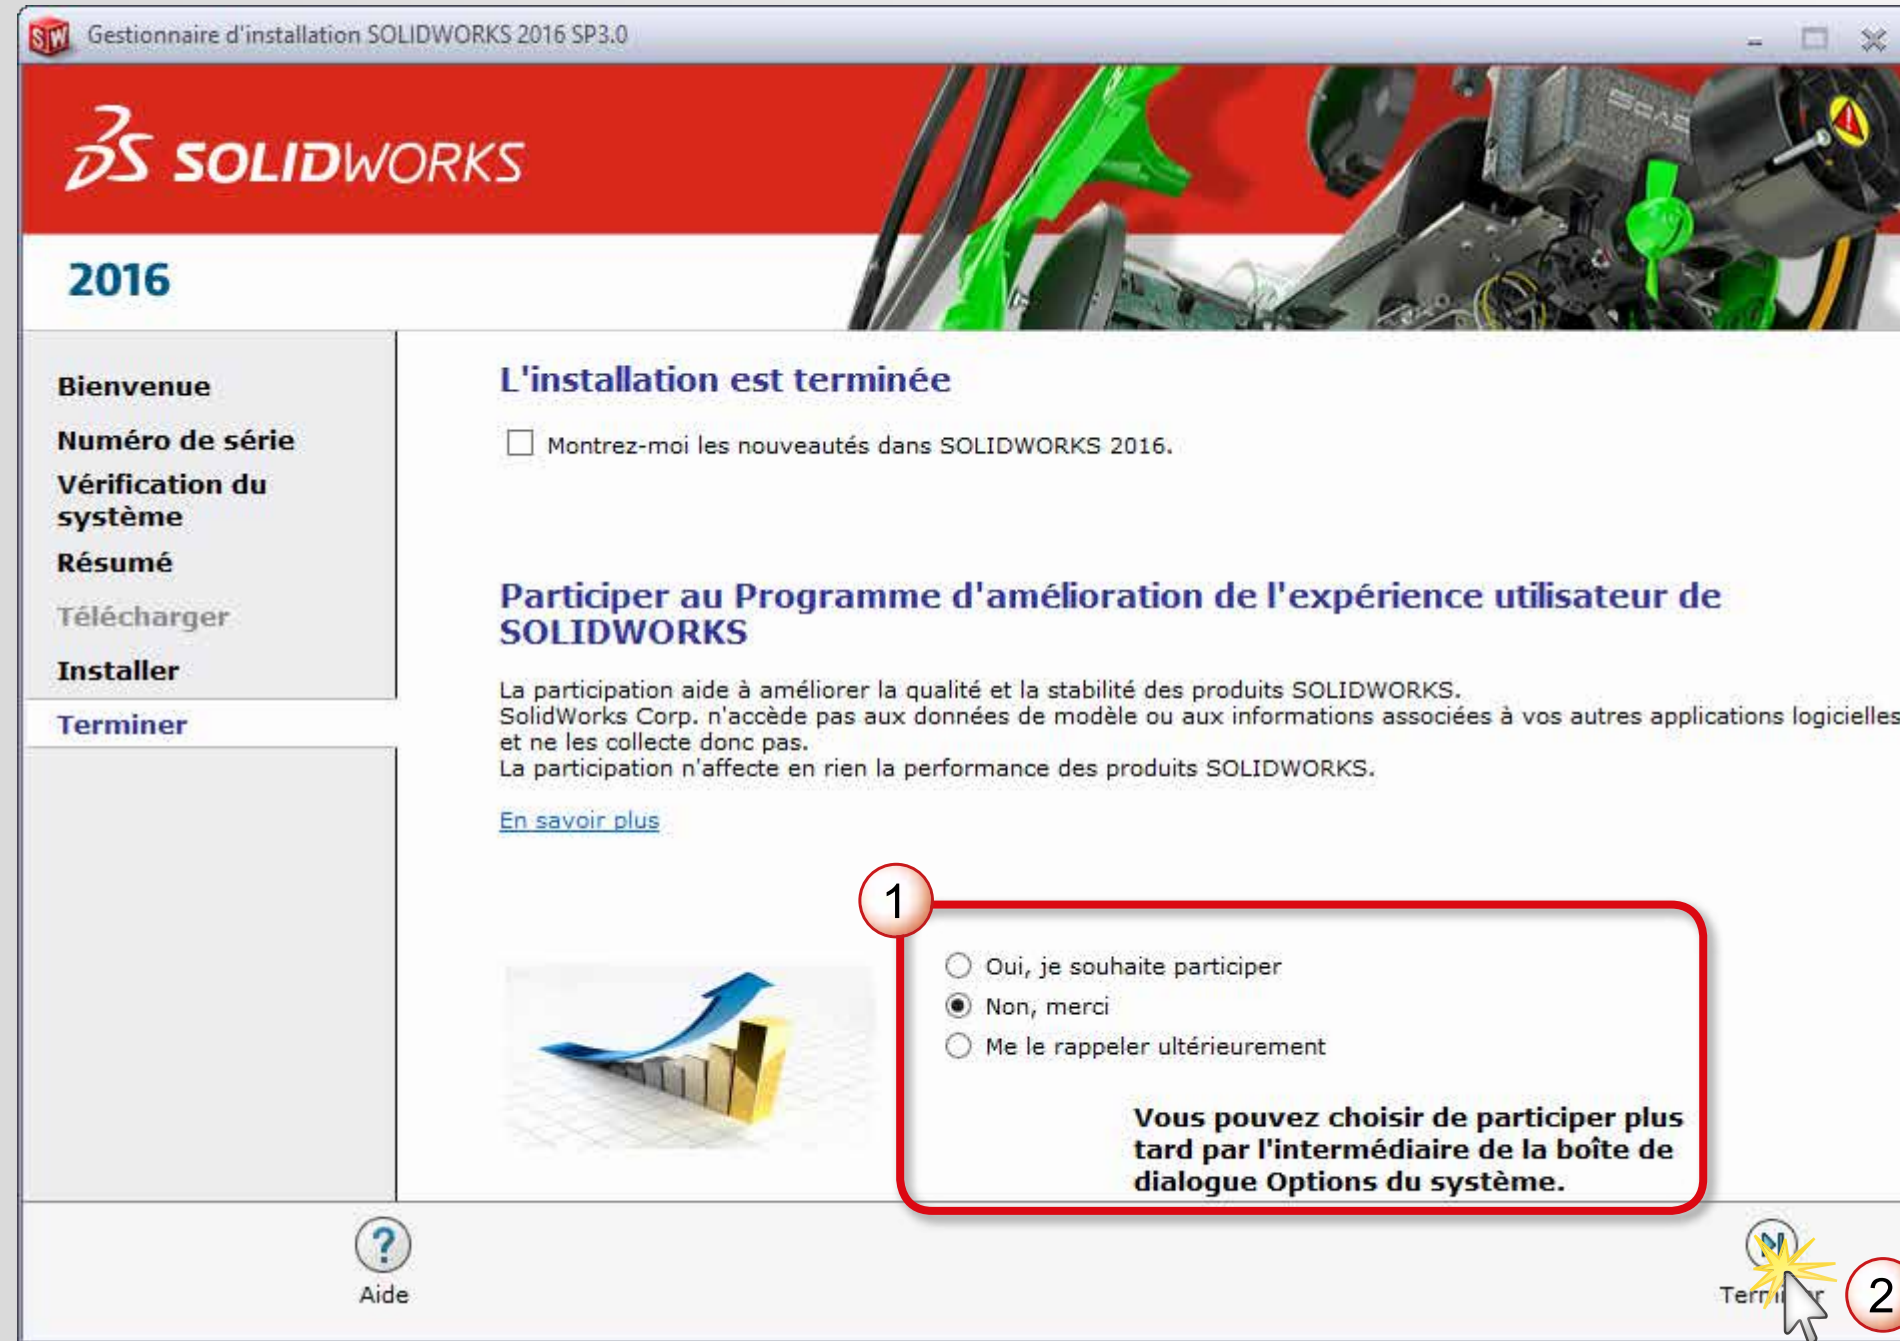 Gestionnaire d'installation SOLIDWORKS 2016 SP3.0
SOLIDWORKS
2016
Bienvenue
Numéro de série
Vérification du
système
Résumé
Télécharger
Installer
Terminer
L'installation est terminée
Montrez-moi les nouveautés dans SOLIDWORKS 2016.
Participer au Programme d'amélioration de l'expérience utilisateur de
SOLIDWORKS
La participation aide à améliorer la qualité et la stabilité des produits SOLIDWORKS.
SolidWorks Corp. n'accède pas aux données de modèle ou aux informations associées à vos autres applications logicielles
et ne les collecte donc pas.
La participation n'affecte en rien la performance des produits SOLIDWORKS.
En savoir plus
1
Oui, je souhaite participer
Non, merci
Me le rappeler ultérieurement
Vous pouvez choisir de participer plus
tard par l'intermédiaire de la boîte de
dialogue Options du système.
?
Aide
Terminer
2